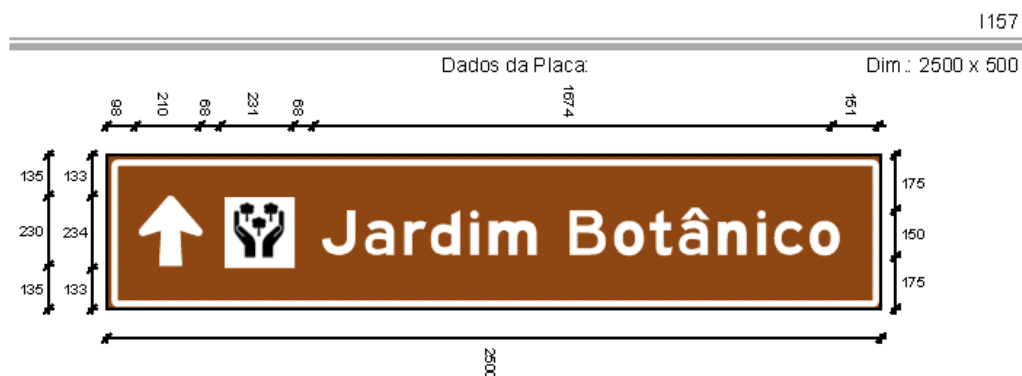 I157
Dados da Placa:
Dim.: 2500 x 500
98 210 68 231 68 1674 151
135 133 175
230 234 150
135 133 175
Jardim Botânico
2500